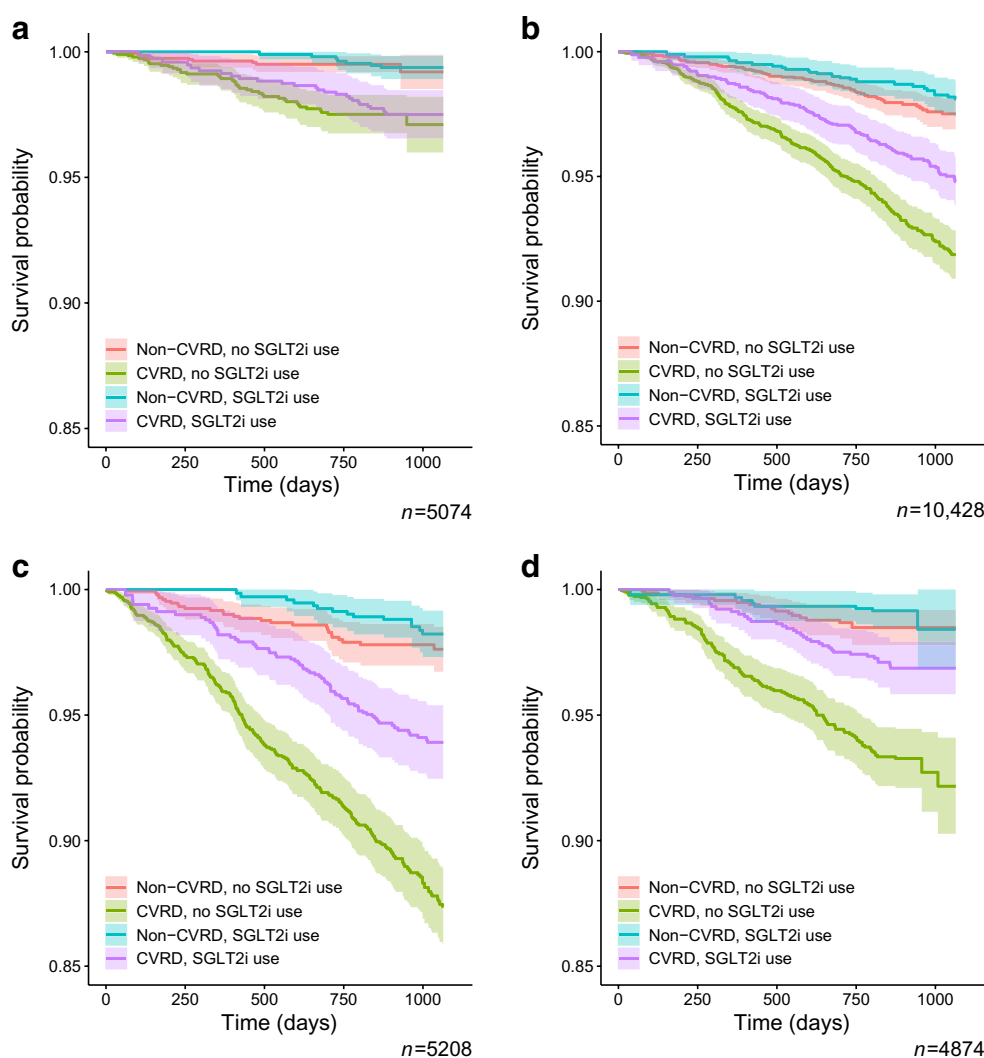 a
1.00
0.95
0.90
0.85
Survival probability
Non−CVRD, no SGLT2i use
CVRD, no SGLT2i use
Non−CVRD, SGLT2i use
CVRD, SGLT2i use
0 250 500 750 1000
Time (days)
n=5074
b
1.00
0.95
0.90
0.85
Survival probability
Non−CVRD, no SGLT2i use
CVRD, no SGLT2i use
Non−CVRD, SGLT2i use
CVRD, SGLT2i use
0 250 500 750 1000
Time (days)
n=10,428
c
1.00
0.95
0.90
0.85
Survival probability
Non−CVRD, no SGLT2i use
CVRD, no SGLT2i use
Non−CVRD, SGLT2i use
CVRD, SGLT2i use
0 250 500 750 1000
Time (days)
n=5208
d
1.00
0.95
0.90
0.85
Survival probability
Non−CVRD, no SGLT2i use
CVRD, no SGLT2i use
Non−CVRD, SGLT2i use
CVRD, SGLT2i use
0 250 500 750 1000
Time (days)
n=4874